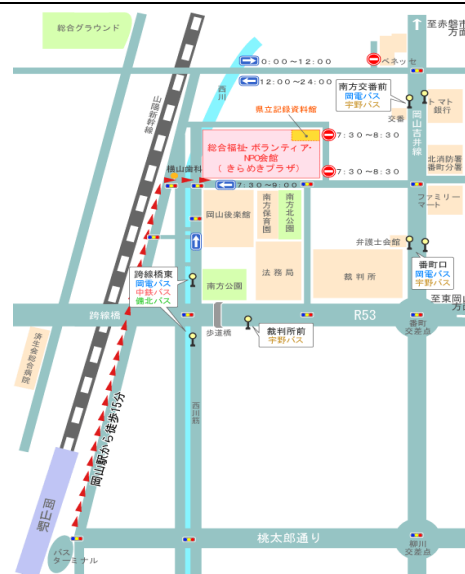 総合グラウンド
至赤磐市
方面
0:00～12:00
ベネッセ
12:00～24:00
西川
山陽新幹線
南方交番前
岡電バス
宇野バス
交番
トマト
銀行
県立記録資料館
岡山吉井線
総合福祉・ボランティア・
NPO会館
(きらめきプラザ)
7:30～8:30
北消防署
番町分署
横山歯科
7:30～8:30
7:30～9:00
岡山後楽館
南方保育園
南方北公園
ファミリー
マート
弁護士会館
法務局
裁判所
番町口
岡電バス
宇野バス
跨線橋東
岡電バス
中鉄バス
備北バス
南方公園
至東岡山
方面
跨線橋
R53
歩道橋
裁判所前
宇野バス
番町
交差点
済生会総合病院
西川筋
岡山駅から徒歩15分
岡山駅
桃太郎通り
バス
ターミナル
柳川
交差点